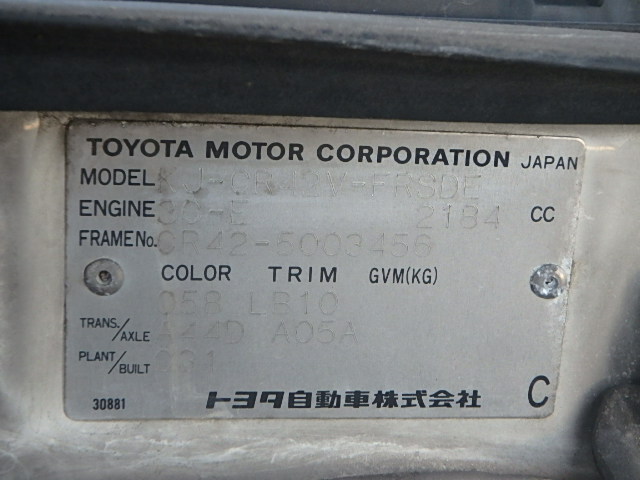 TOYOTA MOTOR CORPORATION JAPAN
MODEL KJ-CR42V-FRSDE
ENGINE 3C-E 2184 CC
FRAME No. CR42-5003456
COLOR TRIM GVM(KG)
058 LB10
TRANS./AXLE A44D A05A
PLANT/BUILT
30881 トヨタ自動車株式会社 C